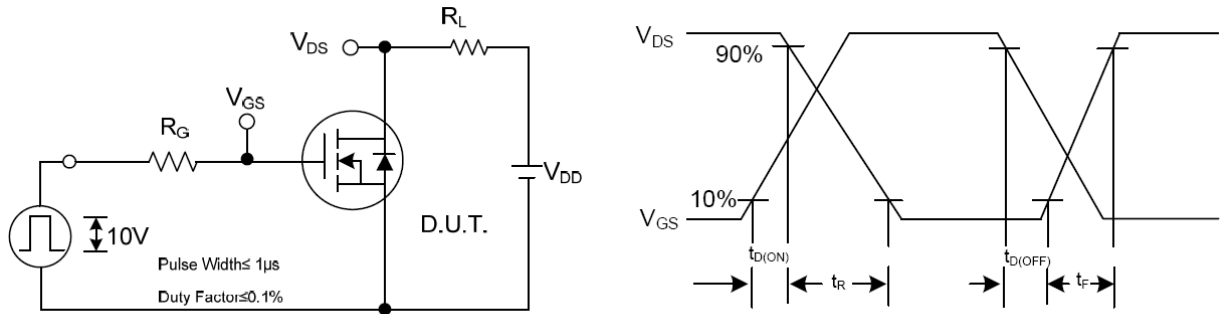 V_DS
R_L
V_GS
R_G
V_DD
10V
D.U.T.
Pulse Width≤ 1μs
Duty Factor≤0.1%
V_DS
90%
10%
V_GS
t_D(ON)
t_R
t_D(OFF)
t_F